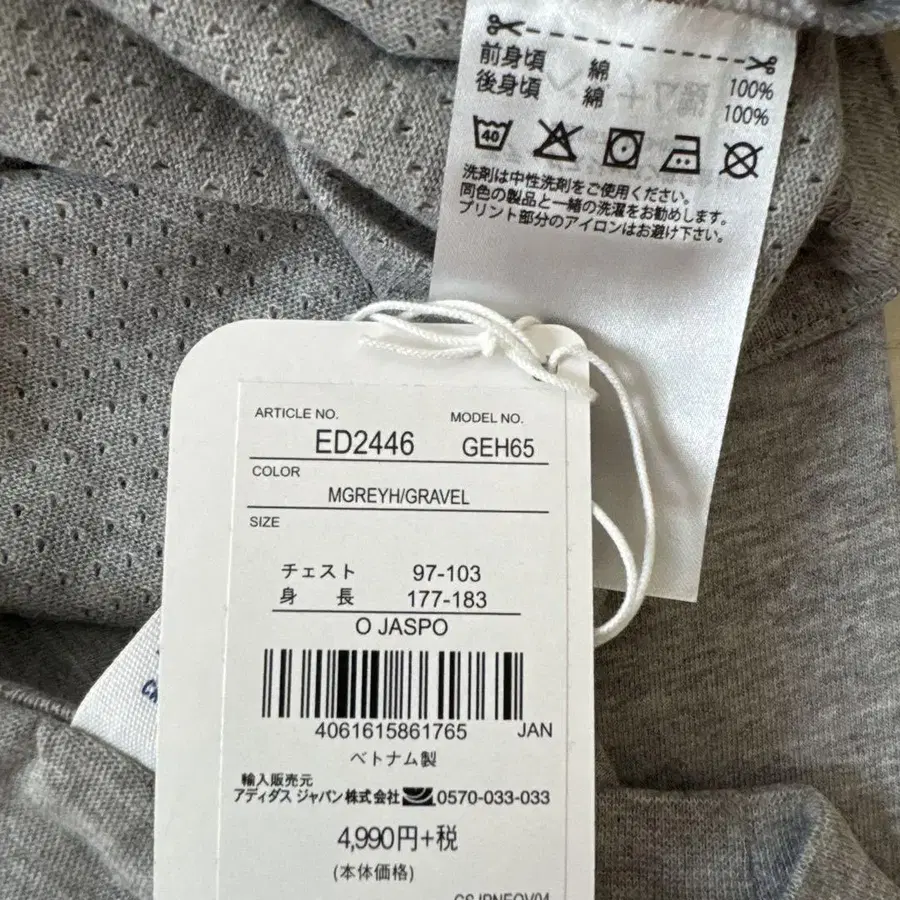 前身頃 綿 100%
後身頃 綿 100%
40
洗剤は中性洗剤をご使用ください。
同色の製品と一緒の洗濯をお勧めします。
プリント部分のアイロンはお避け下さい。
ARTICLE NO. MODEL NO.
ED2446 GEH65
COLOR
MGREYH/GRAVEL
SIZE
チェスト 97-103
身 長 177-183
O JASPO
4061615861765 JAN
ベトナム製
輸入販売元
アディダス ジャパン株式会社 0570-033-033
4,990円+税
(本体価格)